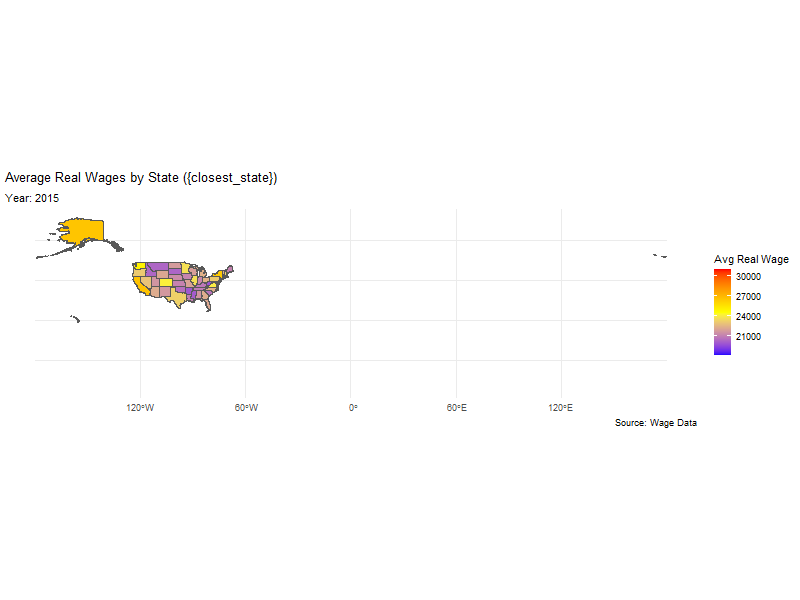 Average Real Wages by State ({closest_state})
Year: 2015
Avg Real Wage
30000
27000
24000
21000
120°W
60°W
0°
60°E
120°E
Source: Wage Data